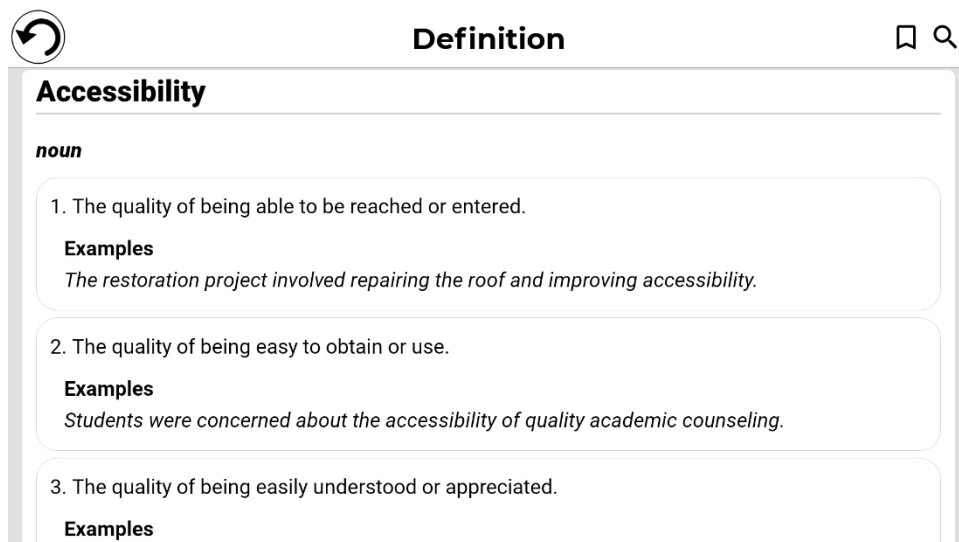 Definition
Accessibility
noun
1. The quality of being able to be reached or entered.
Examples
The restoration project involved repairing the roof and improving accessibility.
2. The quality of being easy to obtain or use.
Examples
Students were concerned about the accessibility of quality academic counseling.
3. The quality of being easily understood or appreciated.
Examples